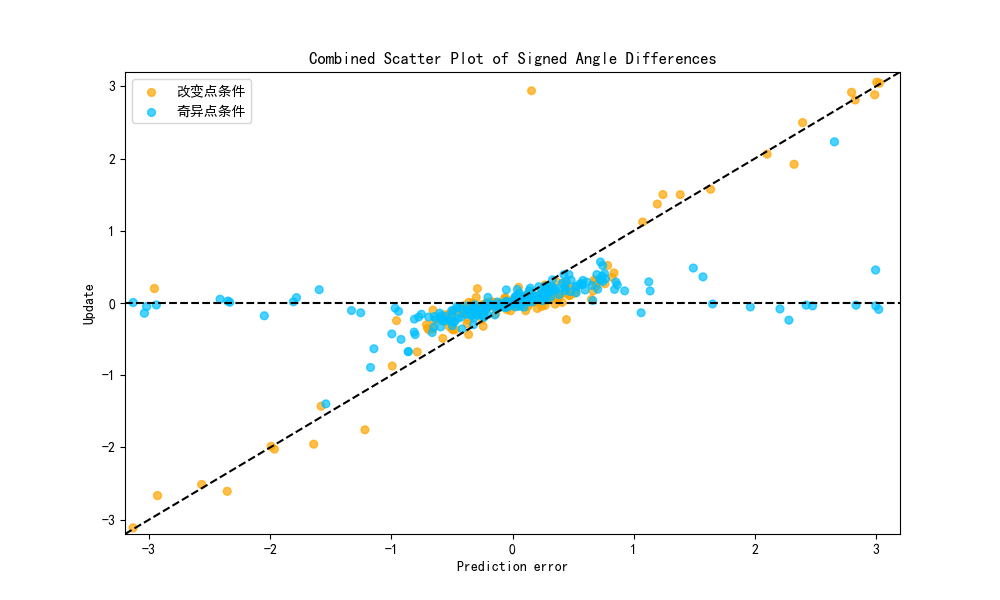 Combined Scatter Plot of Signed Angle Differences
改变点条件
奇异点条件
3
2
1
0
−1
−2
−3
Update
−3 −2 −1 0 1 2 3
Prediction error